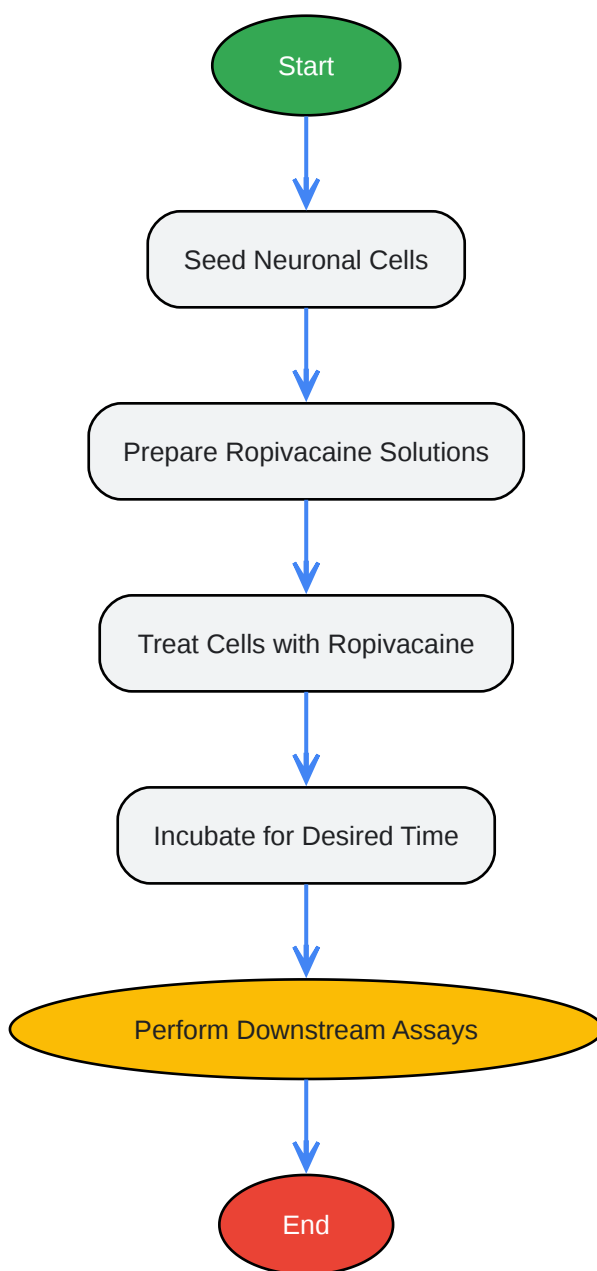 Start
Seed Neuronal Cells
Prepare Ropivacaine Solutions
Treat Cells with Ropivacaine
Incubate for Desired Time
Perform Downstream Assays
End